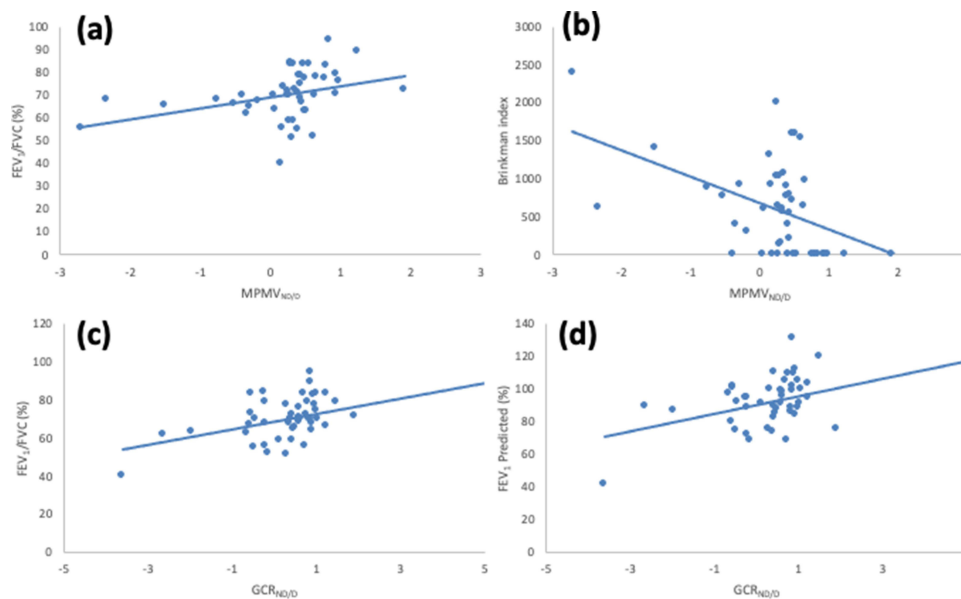 (a)
100
90
80
70
60
50
40
30
20
10
0
FEV1/FVC (%)
-3 -2 -1 0 1 2 3
MPMVND/D
(b)
3000
2500
2000
1500
1000
500
0
Brinkman index
-3 -2 -1 0 1 2
MPMVND/D
(c)
120
100
80
60
40
20
0
FEV1/FVC (%)
-5 -3 -1 1 3 5
GCRND/D
(d)
140
120
100
80
60
40
20
0
FEV1 Predicted (%)
-5 -3 -1 1 3
GCRND/D